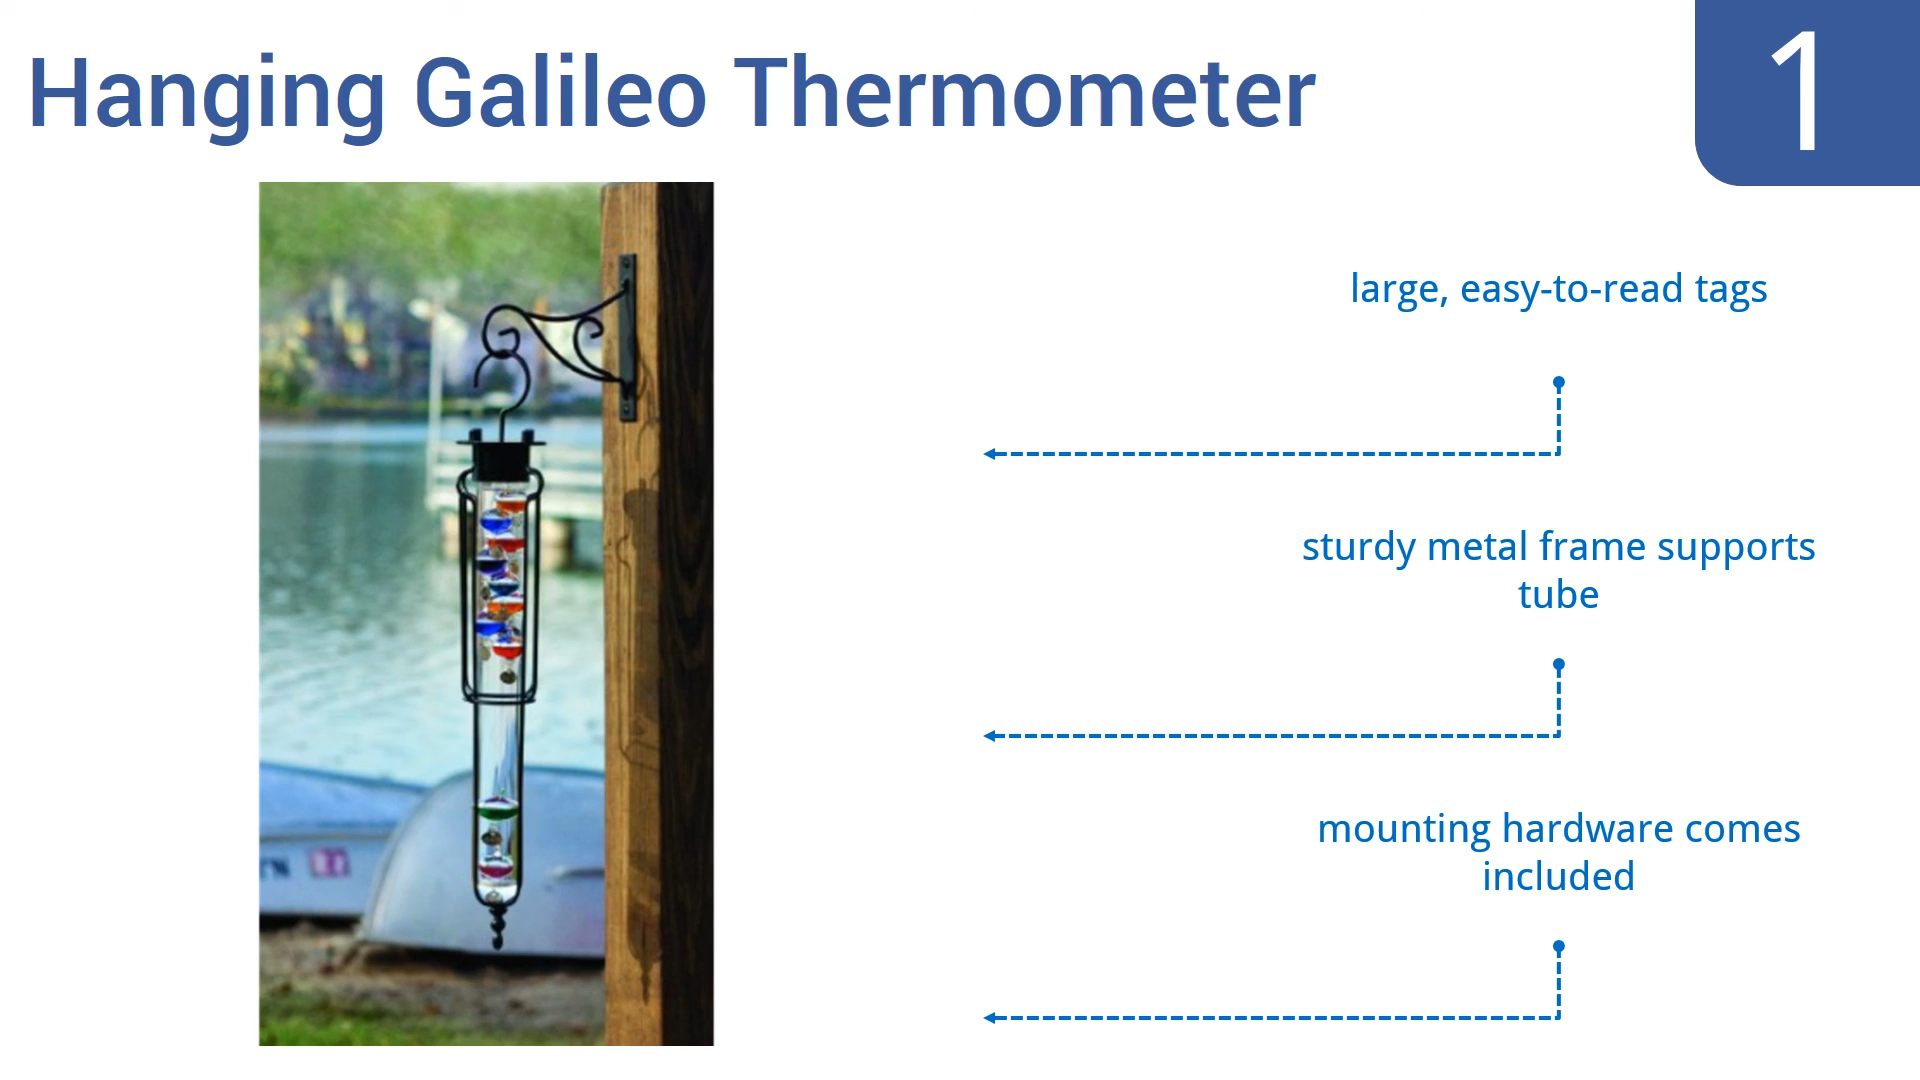 Hanging Galileo Thermometer
1
large, easy-to-read tags
sturdy metal frame supports
tube
mounting hardware comes
included